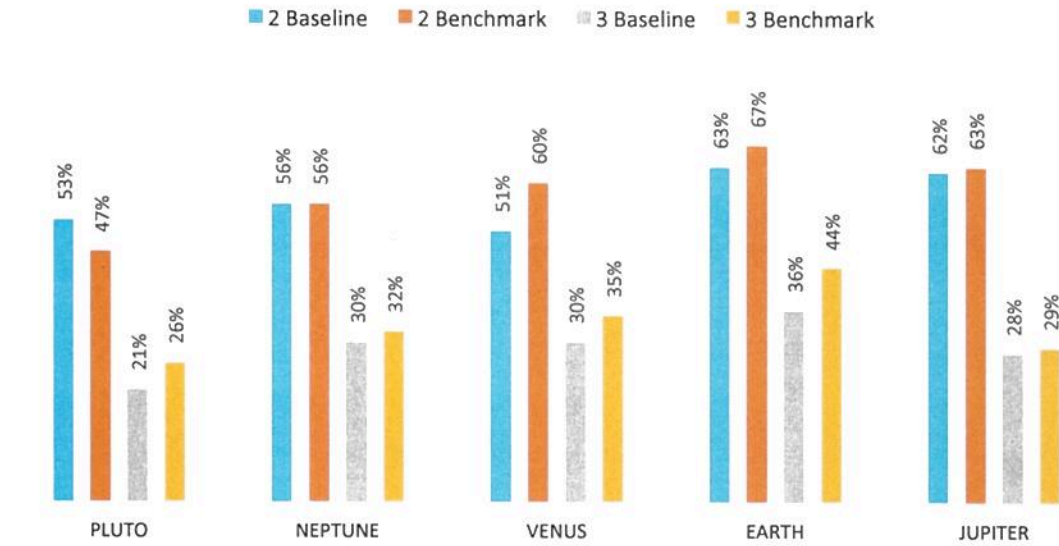 2 Baseline 2 Benchmark 3 Baseline 3 Benchmark
53% 47% 21% 26%
56% 56% 30% 32%
51% 60% 30% 35%
63% 67% 36% 44%
62% 63% 28% 29%
PLUTO NEPTUNE VENUS EARTH JUPITER